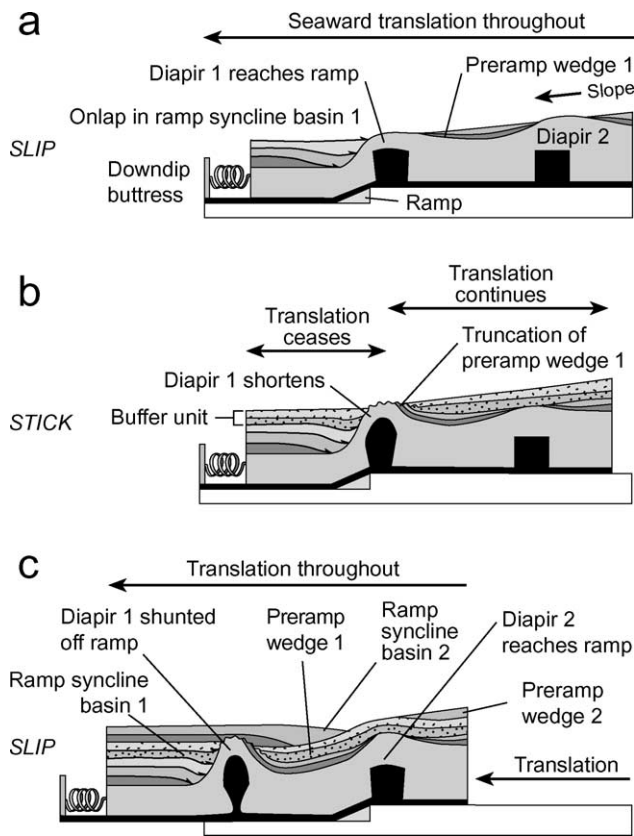 a
Seaward translation throughout
Diapir 1 reaches ramp
Preramp wedge 1
Slope
Onlap in ramp syncline basin 1
SLIP
Diapir 2
Downdip
buttress
Ramp
b
Translation
continues
Translation
ceases
Truncation of
preramp wedge 1
Diapir 1 shortens
Buffer unit
STICK
c
Translation throughout
Diapir 1 shunted
off ramp
Preramp
wedge 1
Ramp
syncline
basin 2
Diapir 2
reaches ramp
Ramp syncline
basin 1
Preramp
wedge 2
SLIP
Translation